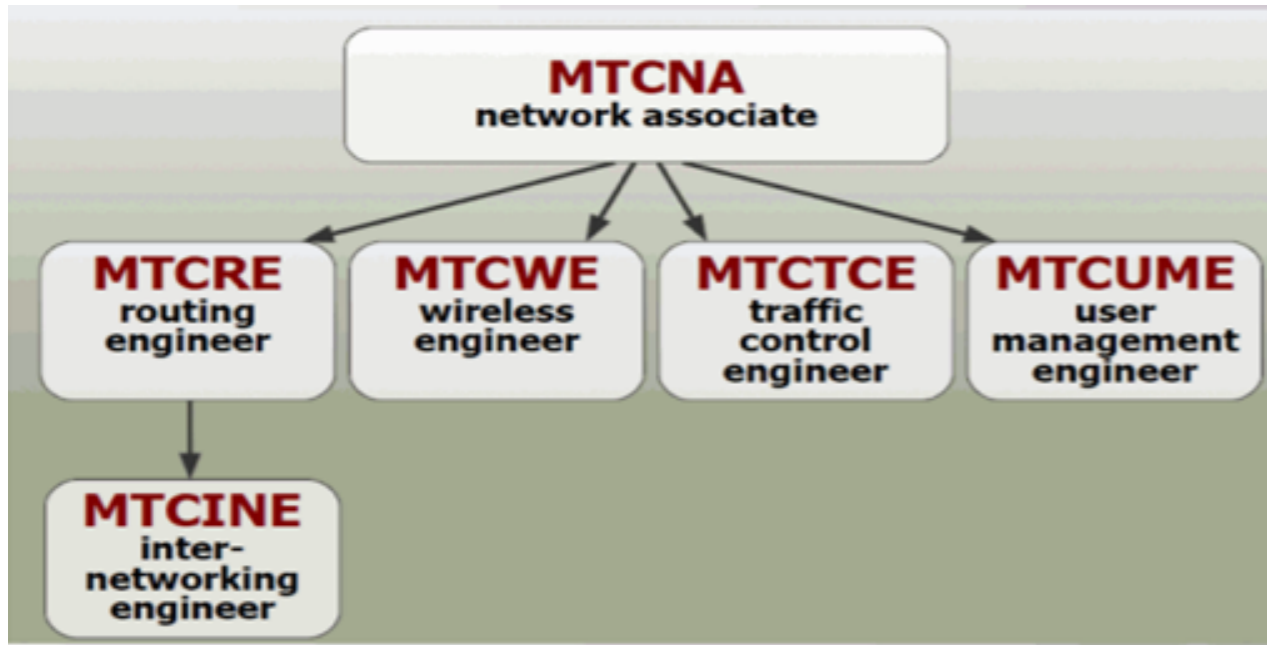 MTCNA
network associate
MTCRE
routing
engineer
MTCWE
wireless
engineer
MTCTCE
traffic
control
engineer
MTCUME
user
management
engineer
MTCINE
inter-
networking
engineer